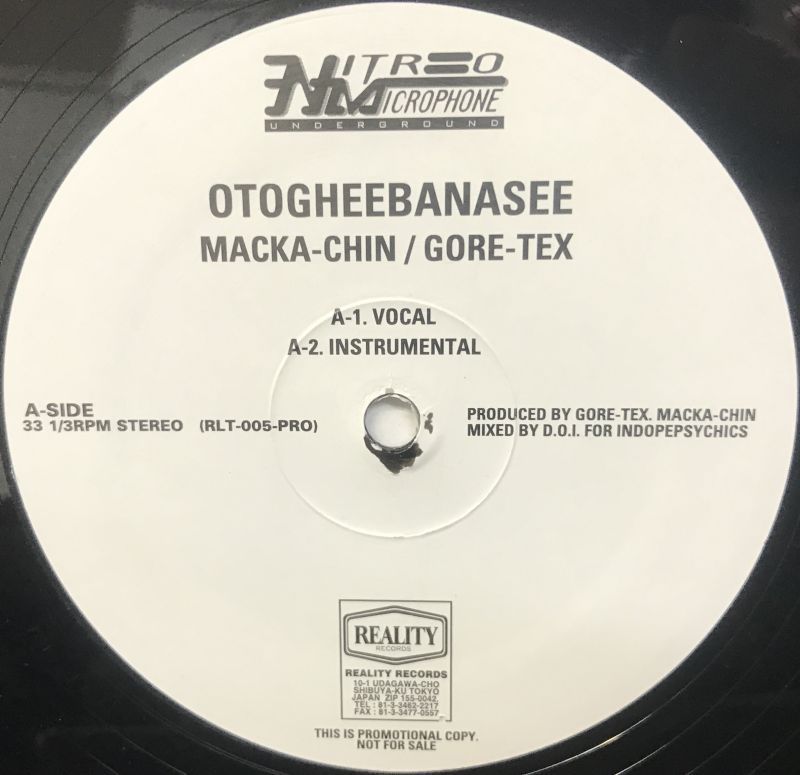 NITRO
MICROPHONE
UNDERGROUND
OTOGHEEBANASEE
MACKA-CHIN / GORE-TEX
A-1. VOCAL
A-2. INSTRUMENTAL
A-SIDE
33 1/3RPM STEREO (RLT-005-PRO)
PRODUCED BY GORE-TEX. MACKA-CHIN
MIXED BY D.O.I. FOR INDOPEPSYCHICS
REALITY
RECORDS
REALITY RECORDS
10-1 UDAGAWA-CHO
SHIBUYA-KU TOKYO
JAPAN ZIP 155-0042.
TEL : 81-3-3462-2217
FAX : 81-3-3477-0557
THIS IS PROMOTIONAL COPY.
NOT FOR SALE